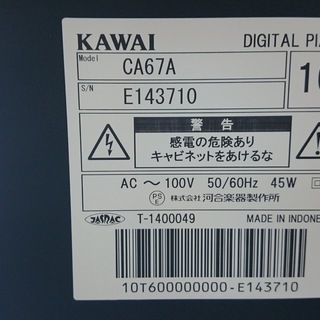 KAWAI DIGITAL PIA
Model CA67A
S/N E143710
警告
感電の危険あり
キャビネットをあけるな
AC ～ 100V 50/60Hz 45W
PSE 株式会社河合楽器製作所
JASRAC T-1400049 MADE IN INDONE
10T600000000-E143710